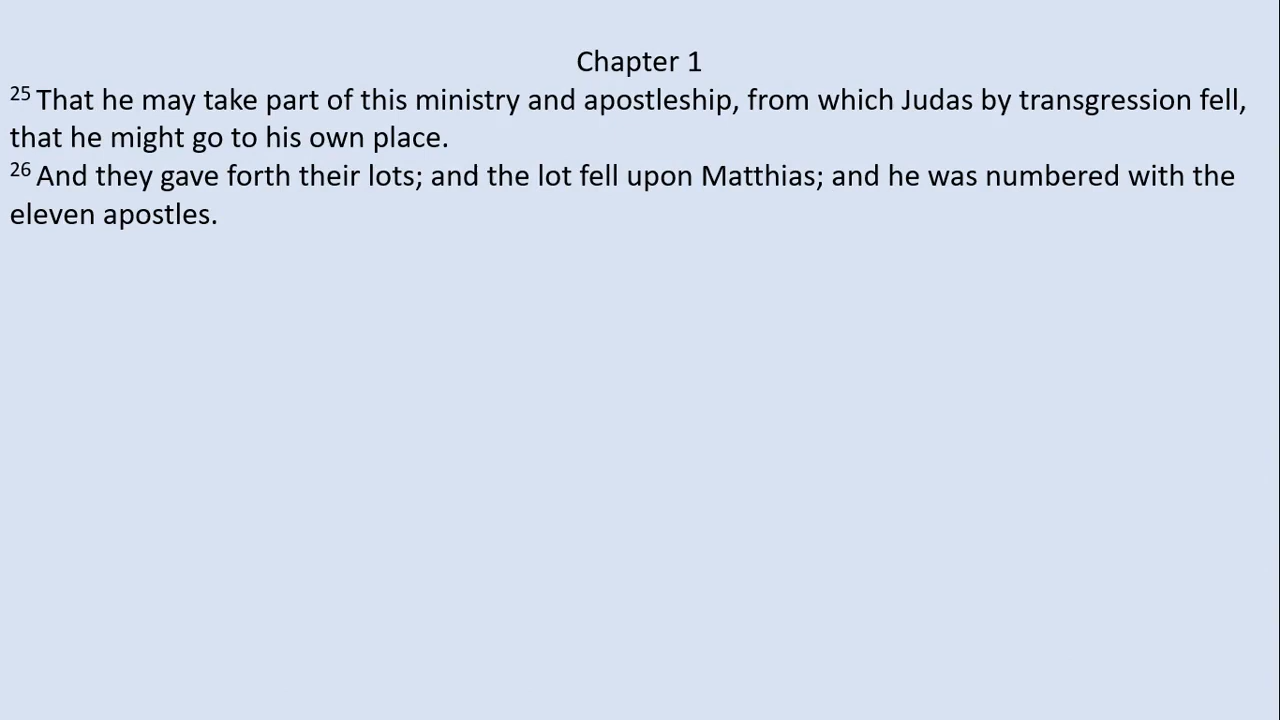 Chapter 1
25 That he may take part of this ministry and apostleship, from which Judas by transgression fell,
that he might go to his own place.
26 And they gave forth their lots; and the lot fell upon Matthias; and he was numbered with the
eleven apostles.